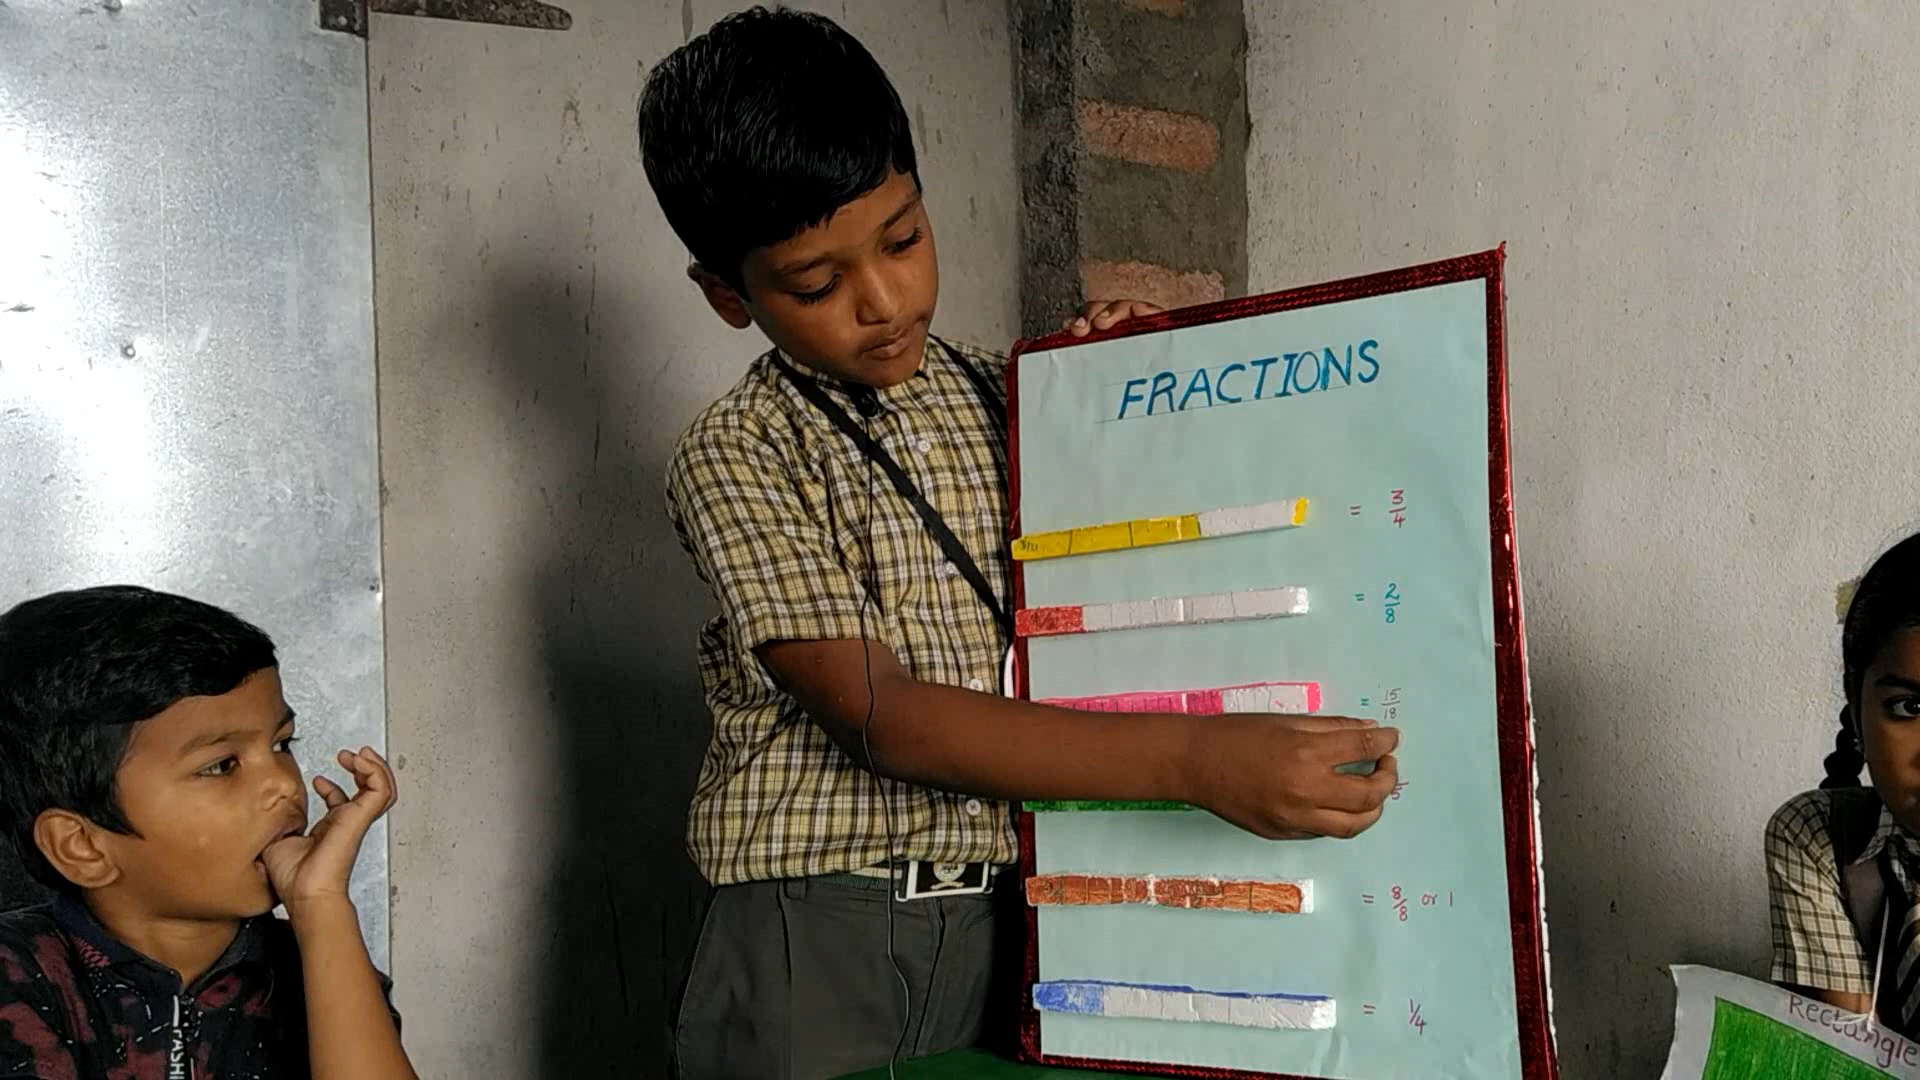 FRACTIONS
= 3/4
= 2/8
= 15/18
= 8/8 or 1
= 1/4
Rectangle